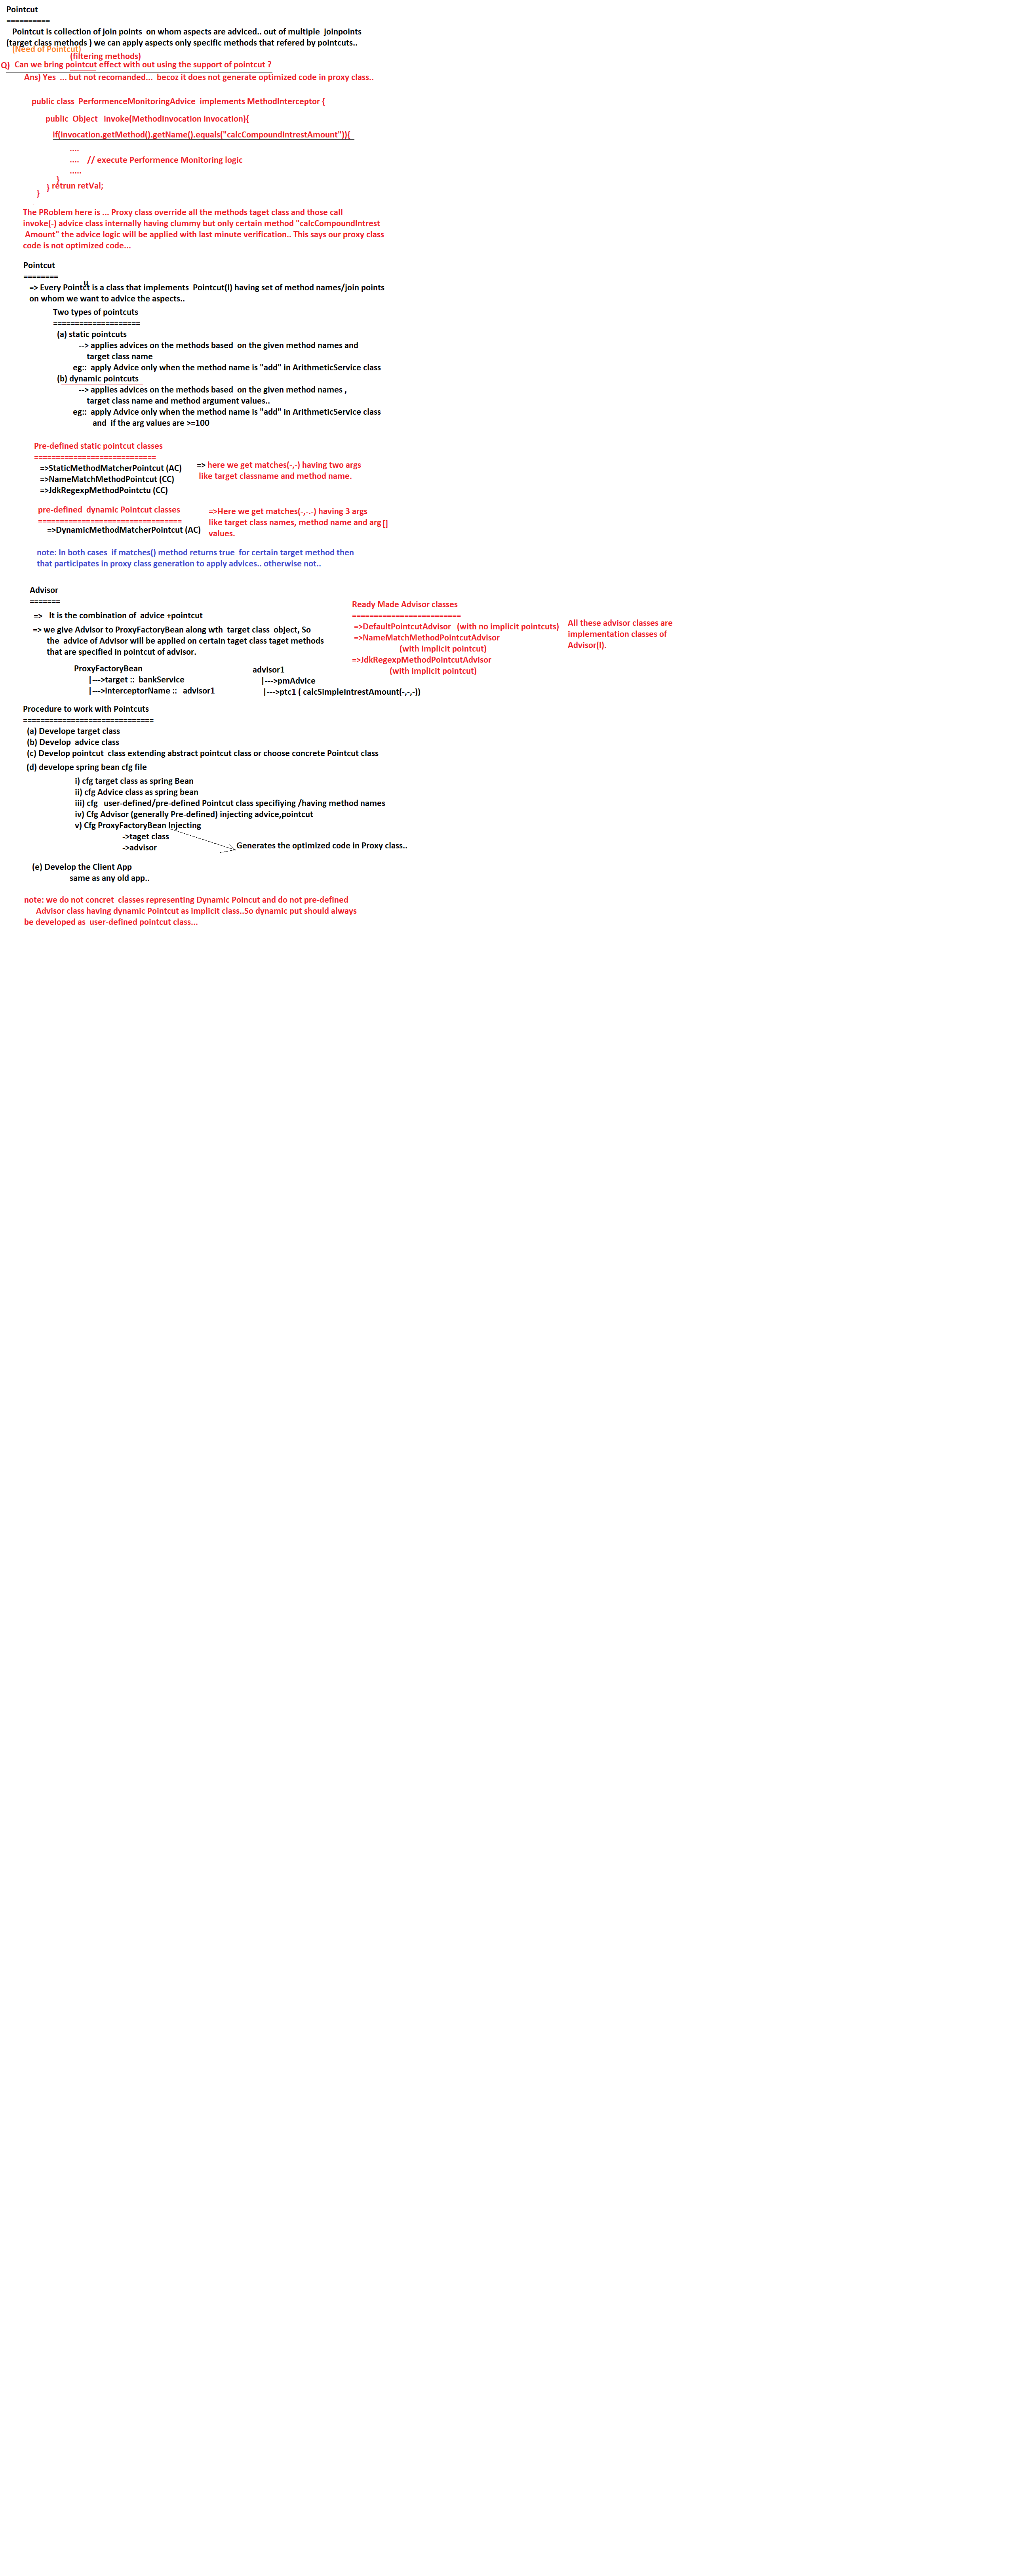 Pointcut
==========
Pointcut is collection of join points on whom aspects are adviced.. out of multiple joinpoints
(target class methods ) we can apply aspects only specific methods that refered by pointcuts..
(Need of Pointcut)
(filtering methods)
Q) Can we bring pointcut effect with out using the support of pointcut ?
Ans) Yes ... but not recomanded... becoz it does not generate optimized code in proxy class..
public class PerformenceMonitoringAdvice implements MethodInterceptor {
public Object invoke(MethodInvocation invocation){
if(invocation.getMethod().getName().equals("calcCompoundIntrestAmount")){
....
.... // execute Performence Monitoring logic
.....
}
} retrun retVal;
}
The PRoblem here is ... Proxy class override all the methods taget class and those call
invoke(-) advice class internally having clummy but only certain method "calcCompoundIntrest
Amount" the advice logic will be applied with last minute verification.. This says our proxy class
code is not optimized code...
Pointcut
========
u
=> Every Pointct is a class that implements Pointcut(I) having set of method names/join points
on whom we want to advice the aspects..
Two types of pointcuts
====================
(a) static pointcuts
--> applies advices on the methods based on the given method names and
target class name
eg:: apply Advice only when the method name is "add" in ArithmeticService class
(b) dynamic pointcuts
--> applies advices on the methods based on the given method names ,
target class name and method argument values..
eg:: apply Advice only when the method name is "add" in ArithmeticService class
and if the arg values are >=100
Pre-defined static pointcut classes
============================
=>StaticMethodMatcherPointcut (AC)
=>NameMatchMethodPointcut (CC)
=>JdkRegexpMethodPointctu (CC)
=> here we get matches(-,-) having two args
like target classname and method name.
pre-defined dynamic Pointcut classes
=================================
=>DynamicMethodMatcherPointcut (AC)
=>Here we get matches(-,-.-) having 3 args
like target class names, method name and arg[]
values.
note: In both cases if matches() method returns true for certain target method then
that participates in proxy class generation to apply advices.. otherwise not..
Advisor
=======
=> It is the combination of advice +pointcut
=> we give Advisor to ProxyFactoryBean along wth target class object, So
the advice of Advisor will be applied on certain taget class taget methods
that are specified in pointcut of advisor.
Ready Made Advisor classes
=========================
=>DefaultPointcutAdvisor (with no implicit pointcuts)
=>NameMatchMethodPointcutAdvisor
(with implicit pointcut)
=>JdkRegexpMethodPointcutAdvisor
(with implicit pointcut)
All these advisor classes are
implementation classes of
Advisor(I).
ProxyFactoryBean
|--->target :: bankService
|--->interceptorName :: advisor1
advisor1
|--->pmAdvice
|--->ptc1 ( calcSimpleIntrestAmount(-,-,-))
Procedure to work with Pointcuts
==============================
(a) Develope target class
(b) Develop advice class
(c) Develop pointcut class extending abstract pointcut class or choose concrete Pointcut class
(d) develope spring bean cfg file
i) cfg target class as spring Bean
ii) cfg Advice class as spring bean
iii) cfg user-defined/pre-defined Pointcut class specifiying /having method names
iv) Cfg Advisor (generally Pre-defined) injecting advice,pointcut
v) Cfg ProxyFactoryBean Injecting
->taget class
->advisor
Generates the optimized code in Proxy class..
(e) Develop the Client App
same as any old app..
note: we do not concret classes representing Dynamic Poincut and do not pre-defined
Advisor class having dynamic Pointcut as implicit class..So dynamic put should always
be developed as user-defined pointcut class...